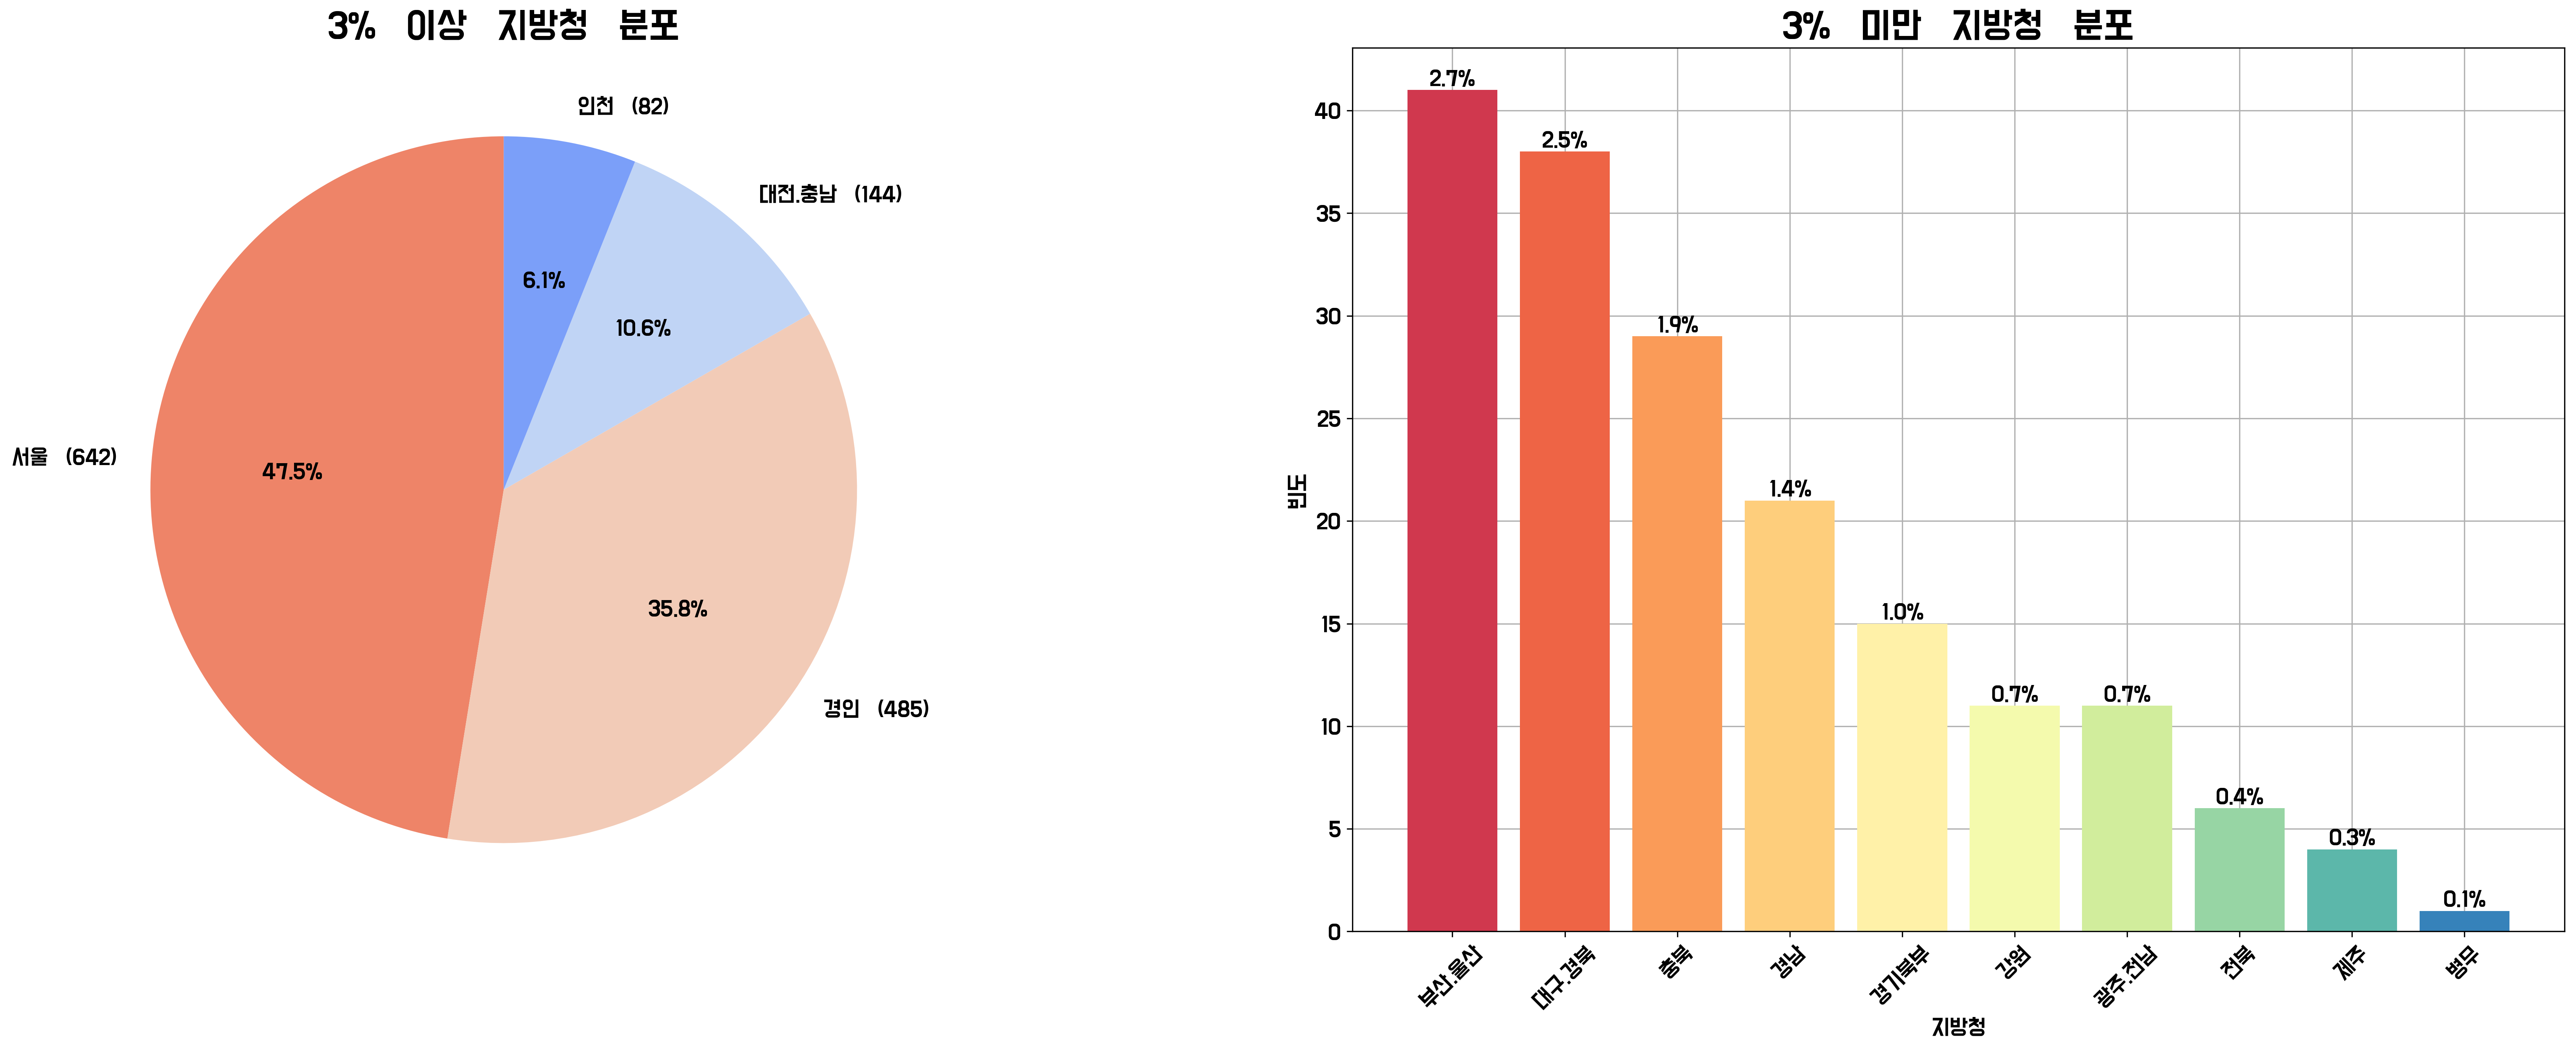 3% 이상 지방청 분포
인천 (82)
대전.충남 (144)
6.1%
10.6%
서울 (642)
47.5%
35.8%
경인 (485)
3% 미만 지방청 분포
2.7%
2.5%
1.9%
1.4%
1.0%
0.7%
0.7%
0.4%
0.3%
0.1%
40
35
30
25
20
15
10
5
0
빈도
부산.울산
대구.경북
충북
경남
경기북부
강원
광주.전남
전북
제주
병무
지방청